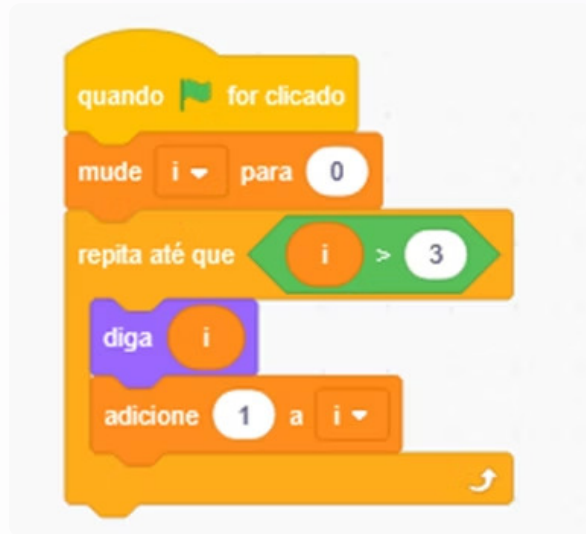 quando for clicado
mude i para 0
repita até que i > 3
diga i
adicione 1 a i